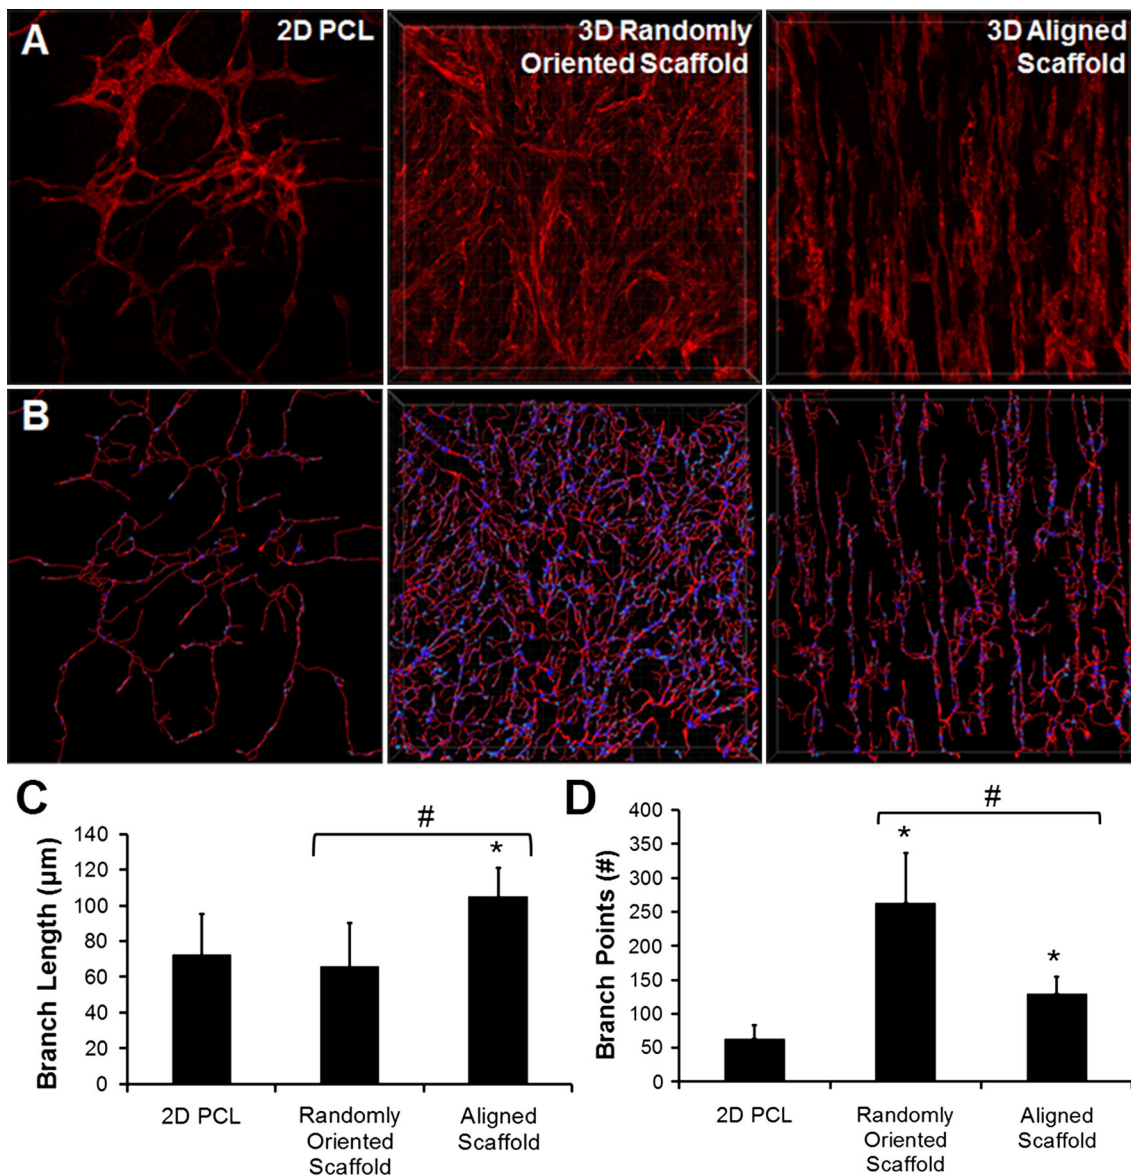 A
2D PCL
3D Randomly
Oriented Scaffold
3D Aligned
Scaffold
B
C
Branch Length (µm)
140
120
100
80
60
40
20
0
#
*
2D PCL
Randomly
Oriented
Scaffold
Aligned
Scaffold
D
Branch Points (#)
400
350
300
250
200
150
100
50
0
#
*
*
2D PCL
Randomly
Oriented
Scaffold
Aligned
Scaffold